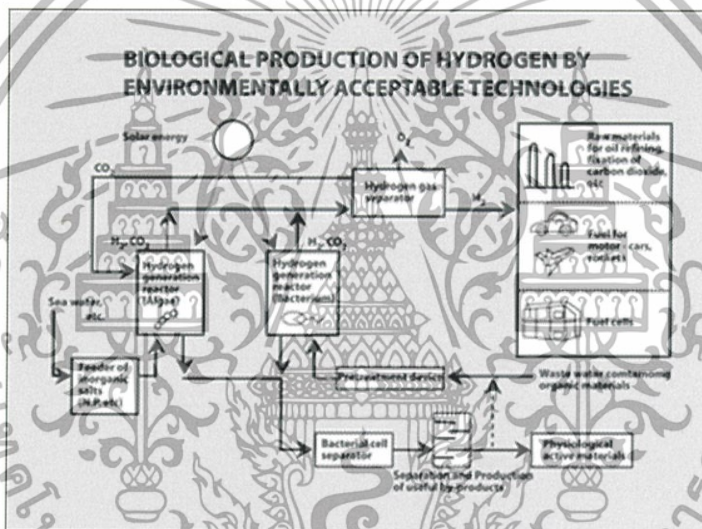 BIOLOGICAL PRODUCTION OF HYDROGEN BY
ENVIRONMENTALLY ACCEPTABLE TECHNOLOGIES
Solar energy
O₂
CO₂
Hydrogen gas
separator
H₂
Raw materials
for oil refining,
fixation of
carbon dioxide,
etc
Fuel for
motor - cars,
rockets
Fuel cells
H₂, CO₂
Hydrogen
generation
reactor
(Algae)
H₂, CO₂
Hydrogen
generation
reactor
(Bacterium)
Sea water,
etc.
Feeder of
inorganic
salts
(N.P.etc)
Pretreatment device
Waste water comternomg
organic materials
Bacterial cell
separator
Separation and Production
of useful by-products
Physiological
active materials